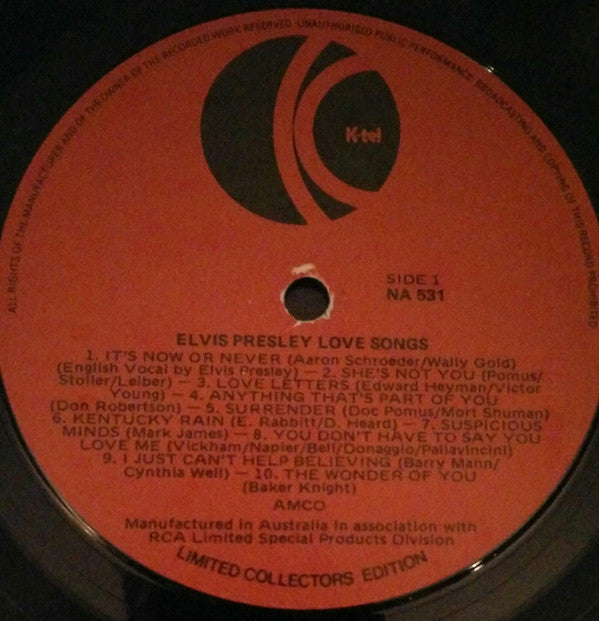 ALL RIGHTS OF THE MANUFACTURER AND OF THE OWNER OF THE RECORDED WORK RESERVED. UNAUTHORISED PUBLIC PERFORMANCE, BROADCASTING AND COPYING OF THIS RECORD PROHIBITED
K-tel
SIDE 1
NA 531
ELVIS PRESLEY LOVE SONGS
1. IT'S NOW OR NEVER (Aaron Schroeder/Wally Gold)
(English Vocal by Elvis Presley) — 2. SHE'S NOT YOU (Pomus/
Stoller/Leiber) — 3. LOVE LETTERS (Edward Heyman/Victor
Young) — 4. ANYTHING THAT'S PART OF YOU
(Don Robertson) — 5. SURRENDER (Doc Pomus/Mort Shuman)
6. KENTUCKY RAIN (E. Rabbitt/D. Heard) — 7. SUSPICIOUS
MINDS (Mark James) — 8. YOU DON'T HAVE TO SAY YOU
LOVE ME (Vickham/Napier/Bell/Donaggio/Pallavincini)
9. I JUST CAN'T HELP BELIEVING (Barry Mann/
Cynthia Well) — 10. THE WONDER OF YOU
(Baker Knight)
AMCO
Manufactured in Australia in association with
RCA Limited Special Products Division
LIMITED COLLECTORS EDITION